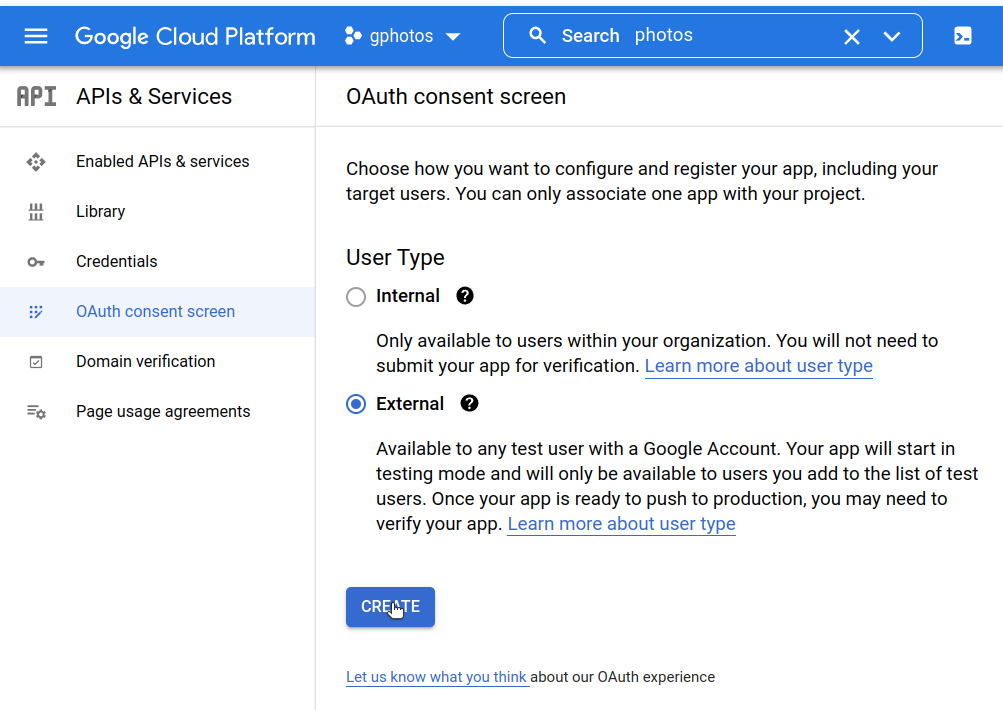 Google Cloud Platform
gphotos
Search photos
API APIs & Services
OAuth consent screen
Enabled APIs & services
Library
Credentials
OAuth consent screen
Domain verification
Page usage agreements
Choose how you want to configure and register your app, including your
target users. You can only associate one app with your project.
User Type
Internal
Only available to users within your organization. You will not need to
submit your app for verification. Learn more about user type
External
Available to any test user with a Google Account. Your app will start in
testing mode and will only be available to users you add to the list of test
users. Once your app is ready to push to production, you may need to
verify your app. Learn more about user type
CREATE
Let us know what you think about our OAuth experience